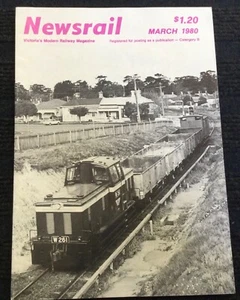 Newsrail
$1.20
Victoria's Modern Railway Magazine
MARCH 1980
Registered for posting as a publication — Category B
W 261